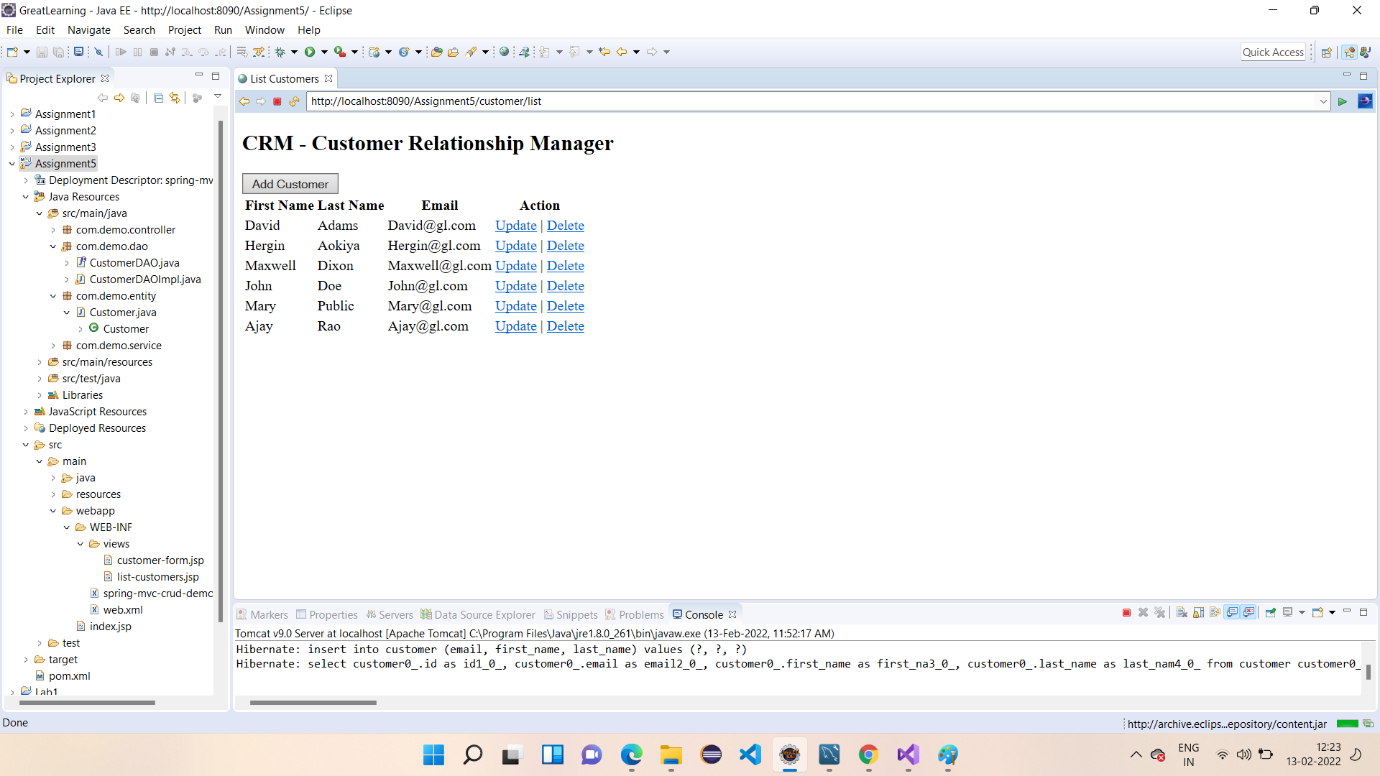 GreatLearning - Java EE - http://localhost:8090/Assignment5/ - Eclipse
File Edit Navigate Search Project Run Window Help
Quick Access
Project Explorer
Assignment1
Assignment2
Assignment3
Assignment5
Deployment Descriptor: spring-mv
Java Resources
src/main/java
com.demo.controller
com.demo.dao
CustomerDAO.java
CustomerDAOImpl.java
com.demo.entity
Customer.java
Customer
com.demo.service
src/main/resources
src/test/java
Libraries
JavaScript Resources
Deployed Resources
src
main
java
resources
webapp
WEB-INF
views
customer-form.jsp
list-customers.jsp
spring-mvc-crud-demo
web.xml
index.jsp
test
target
pom.xml
Lab1
List Customers
http://localhost:8090/Assignment5/customer/list
CRM - Customer Relationship Manager
Add Customer
First Name Last Name Email Action
David Adams David@gl.com Update | Delete
Hergin Aokiya Hergin@gl.com Update | Delete
Maxwell Dixon Maxwell@gl.com Update | Delete
John Doe John@gl.com Update | Delete
Mary Public Mary@gl.com Update | Delete
Ajay Rao Ajay@gl.com Update | Delete
Markers Properties Servers Data Source Explorer Snippets Problems Console
Tomcat v9.0 Server at localhost [Apache Tomcat] C:\Program Files\Java\jre1.8.0_261\bin\javaw.exe (13-Feb-2022, 11:52:17 AM)
Hibernate: insert into customer (email, first_name, last_name) values (?, ?, ?)
Hibernate: select customer0_.id as id1_0_, customer0_.email as email2_0_, customer0_.first_name as first_na3_0_, customer0_.last_name as last_nam4_0_ from customer customer0_
Done
http://archive.eclips...epository/content.jar
ENG
IN
12:23
13-02-2022